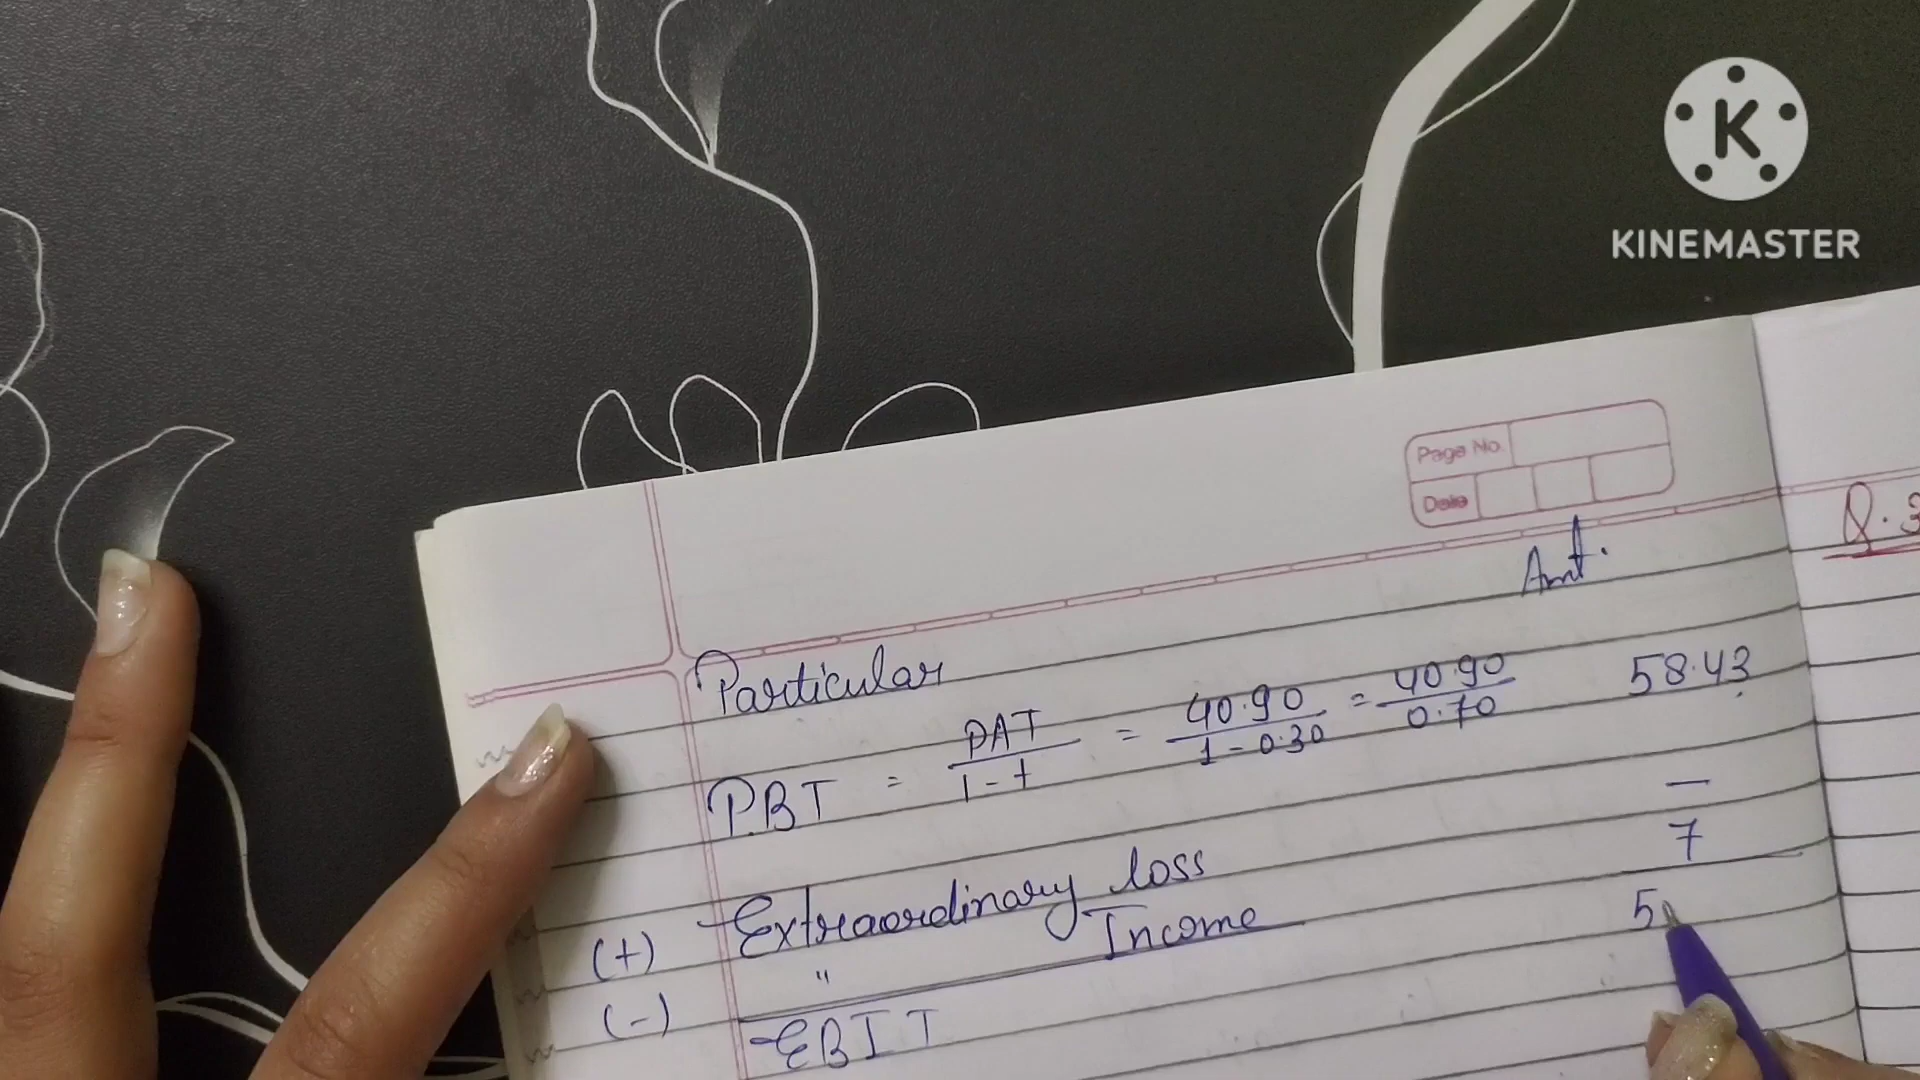 K
KINEMASTER
Page No.
Date
Q.3
Amt.
Particular
P.B.T = PAT / 1-t = 40.90 / 1-0.30 = 40.90 / 0.70 58.43
(+) Extraordinary loss —
(-) " Income 7
EBIT 5